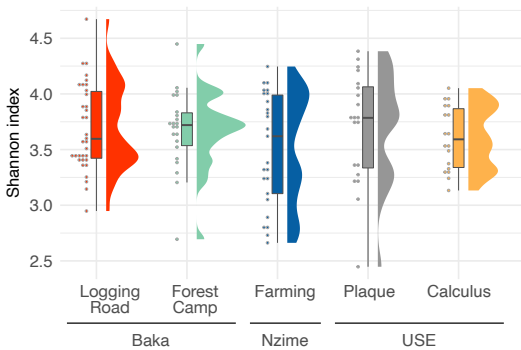 Shannon index
4.5
4.0
3.5
3.0
2.5
Logging Road
Forest Camp
Farming
Plaque
Calculus
Baka
Nzime
USE